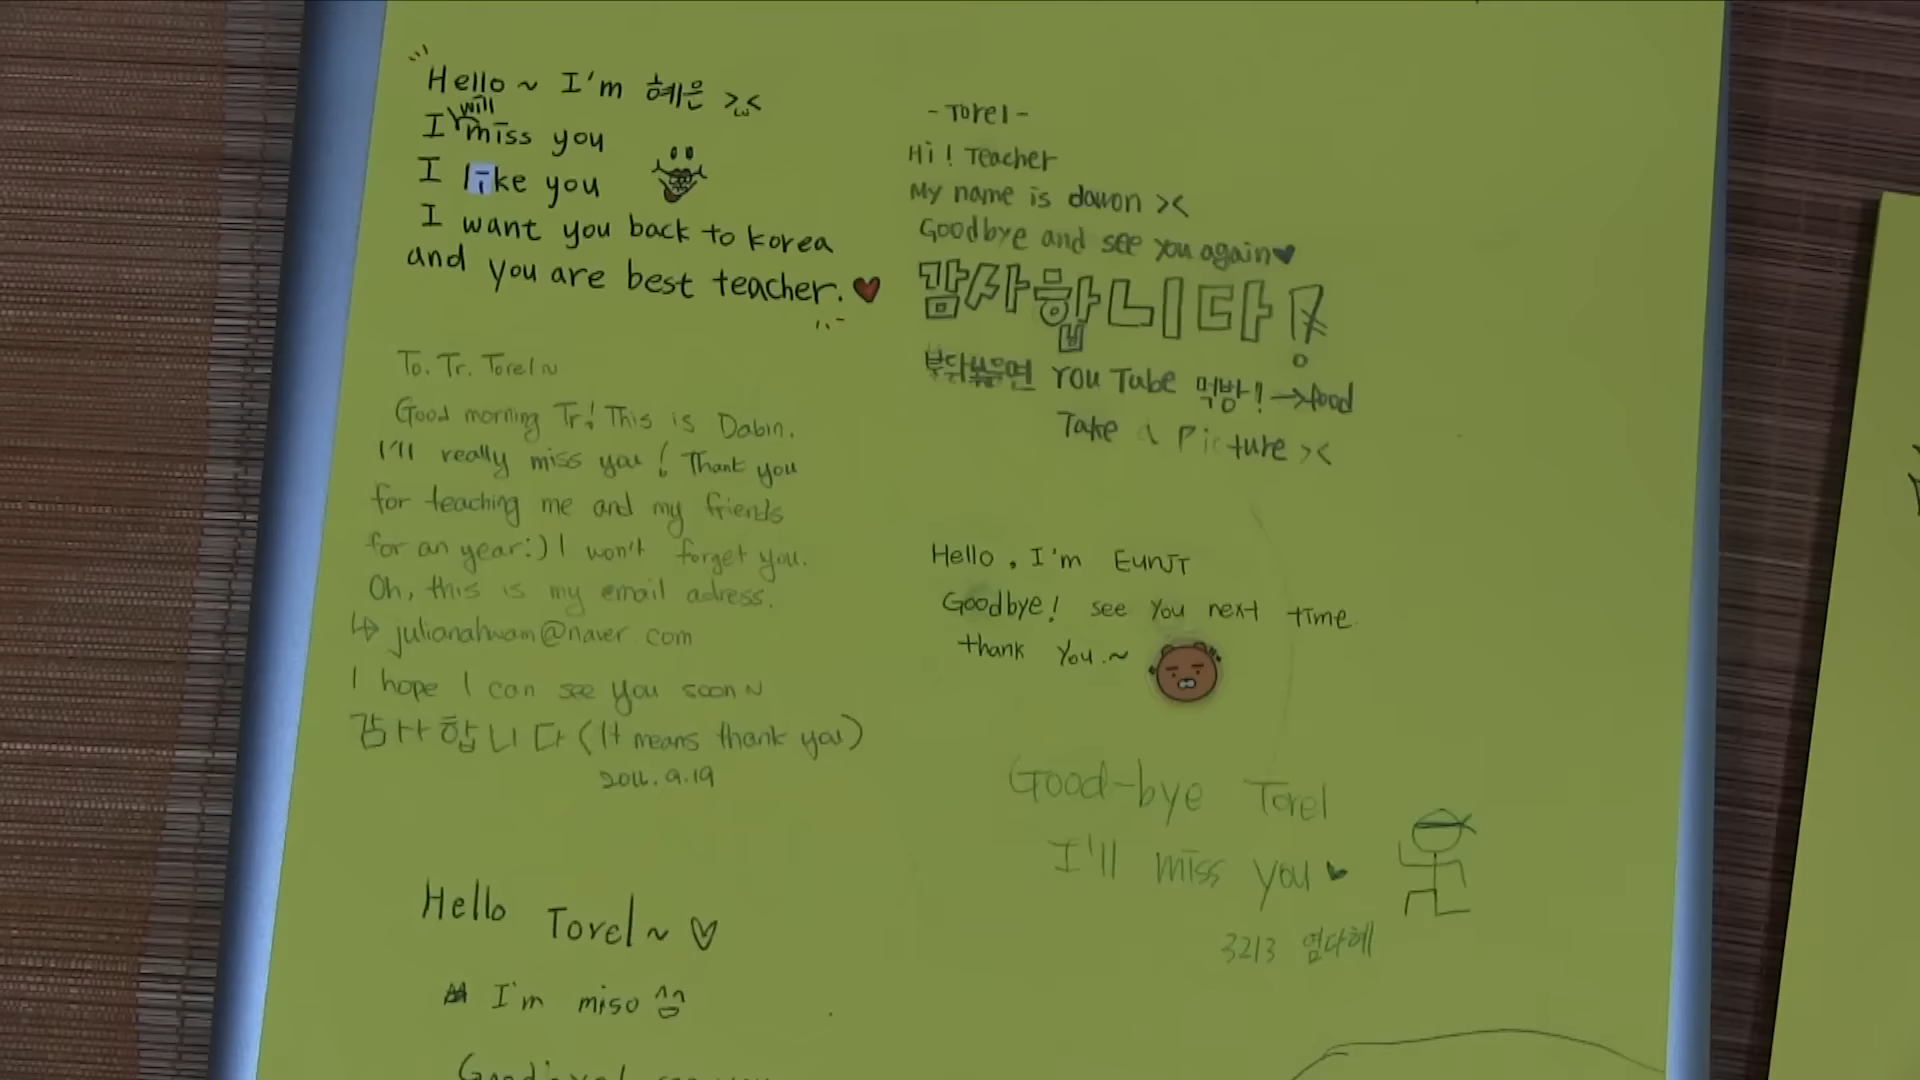 Hello ~ I'm 혜은 >ω<
I will miss you
I like you
I want you back to korea
and you are best teacher. ♥
To. Tr. Torel~
Good morning Tr! This is Dabin.
I'll really miss you! Thank you
for teaching me and my friends
for an year:) I won't forget you.
Oh, this is my email adress.
↳ julianahwam@naver.com
I hope I can see you soon~
감사합니다 (It means thank you)
Hello Torel~ ♡
I'm miso
- Torel -
Hi! Teacher
My name is dawon ><
Goodbye and see you again♥
감사합니다!
You Tube 먹방! → food
Take a Picture ><
Hello, I'm EunJI
Goodbye! see you next time
thank you.~
Good-bye Torel
I'll miss you ♥
3213 염다혜